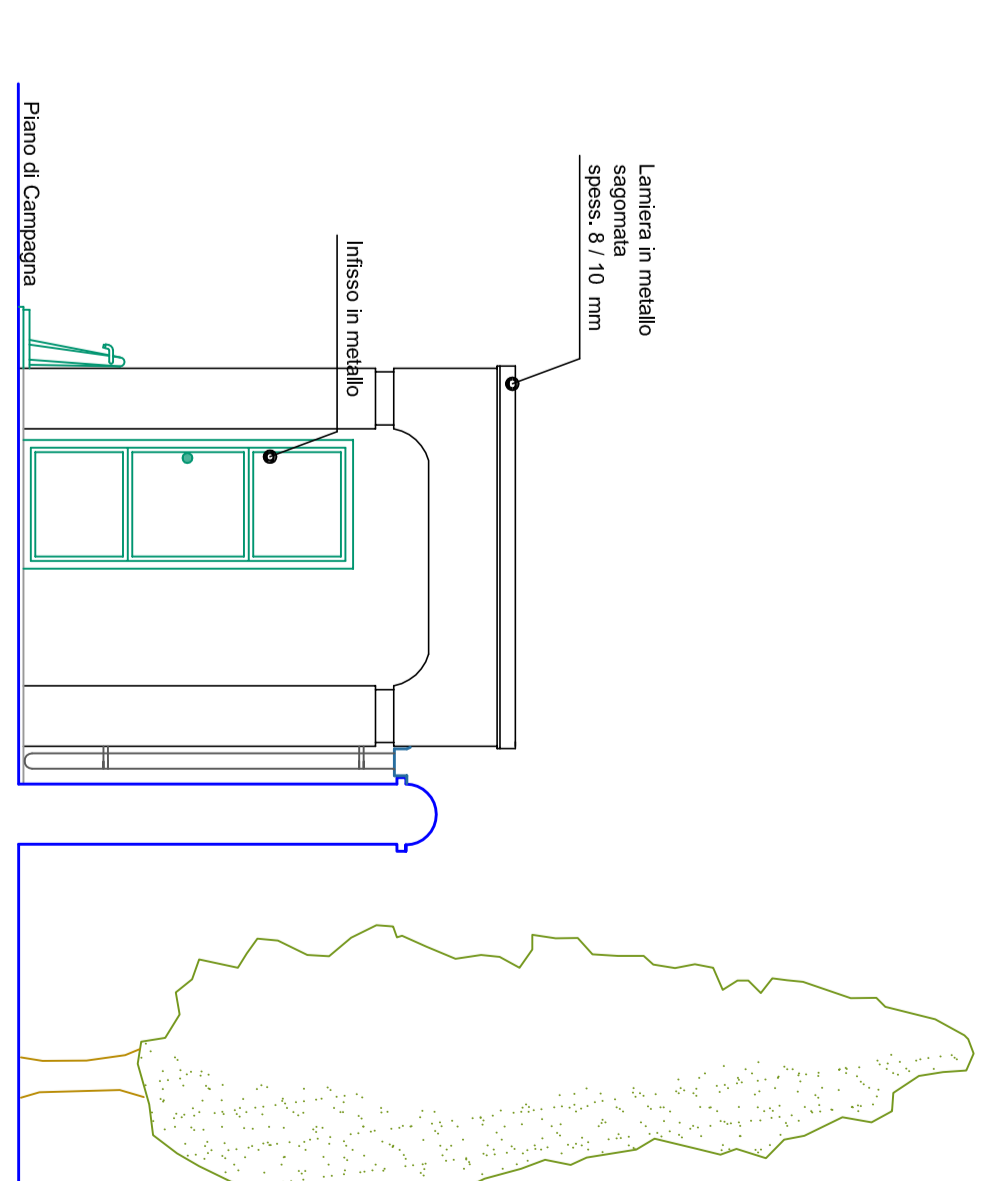 Lamiera in metallo
sagomata
spess. 8 / 10 mm
Infisso in metallo
Piano di Campagna